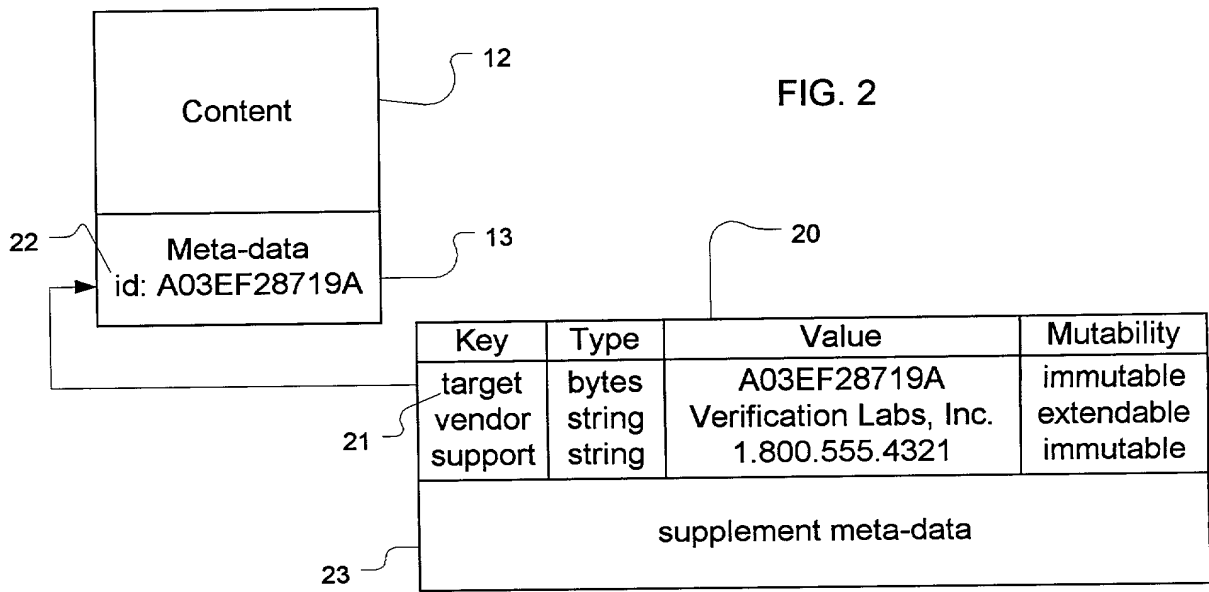 12
FIG. 2
Content
22
Meta-data
13
20
id: A03EF28719A
Key Type Value Mutability
target bytes A03EF28719A immutable
vendor string Verification Labs, Inc. extendable
21
support string 1.800.555.4321 immutable
supplement meta-data
23